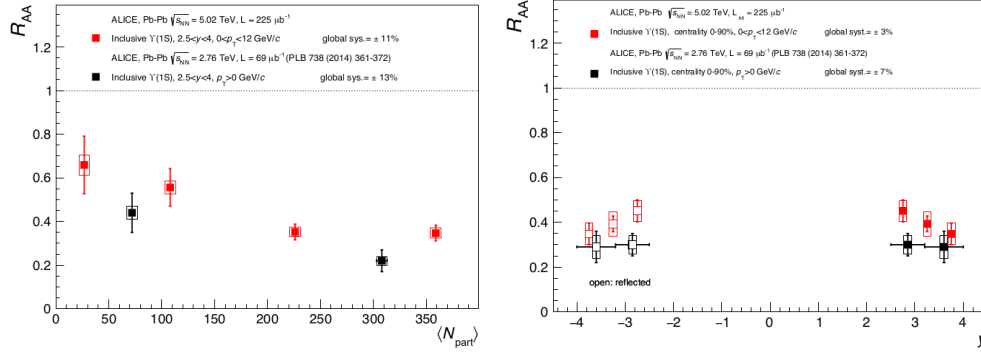 R_AA
ALICE, Pb-Pb √s_NN = 5.02 TeV, L ≈ 225 μb⁻¹
Inclusive ϒ(1S), 2.5<y<4, 0<p_T<12 GeV/c global sys.= ± 11%
ALICE, Pb-Pb √s_NN = 2.76 TeV, L = 69 μb⁻¹ (PLB 738 (2014) 361-372)
Inclusive ϒ(1S), 2.5<y<4, p_T>0 GeV/c global sys.= ± 13%
1.2
1
0.8
0.6
0.4
0.2
0
0 50 100 150 200 250 300 350
⟨N_part⟩
R_AA
ALICE, Pb-Pb √s_NN = 5.02 TeV, L_int ≈ 225 μb⁻¹
Inclusive ϒ(1S), centrality 0-90%, 0<p_T<12 GeV/c global syst.= ± 3%
ALICE, Pb-Pb √s_NN = 2.76 TeV, L = 69 μb⁻¹ (PLB 738 (2014) 361-372)
Inclusive ϒ(1S), centrality 0-90%, p_T>0 GeV/c global syst.= ± 7%
1.2
1
0.8
0.6
0.4
0.2
0
open: reflected
−4 −3 −2 −1 0 1 2 3 4
y